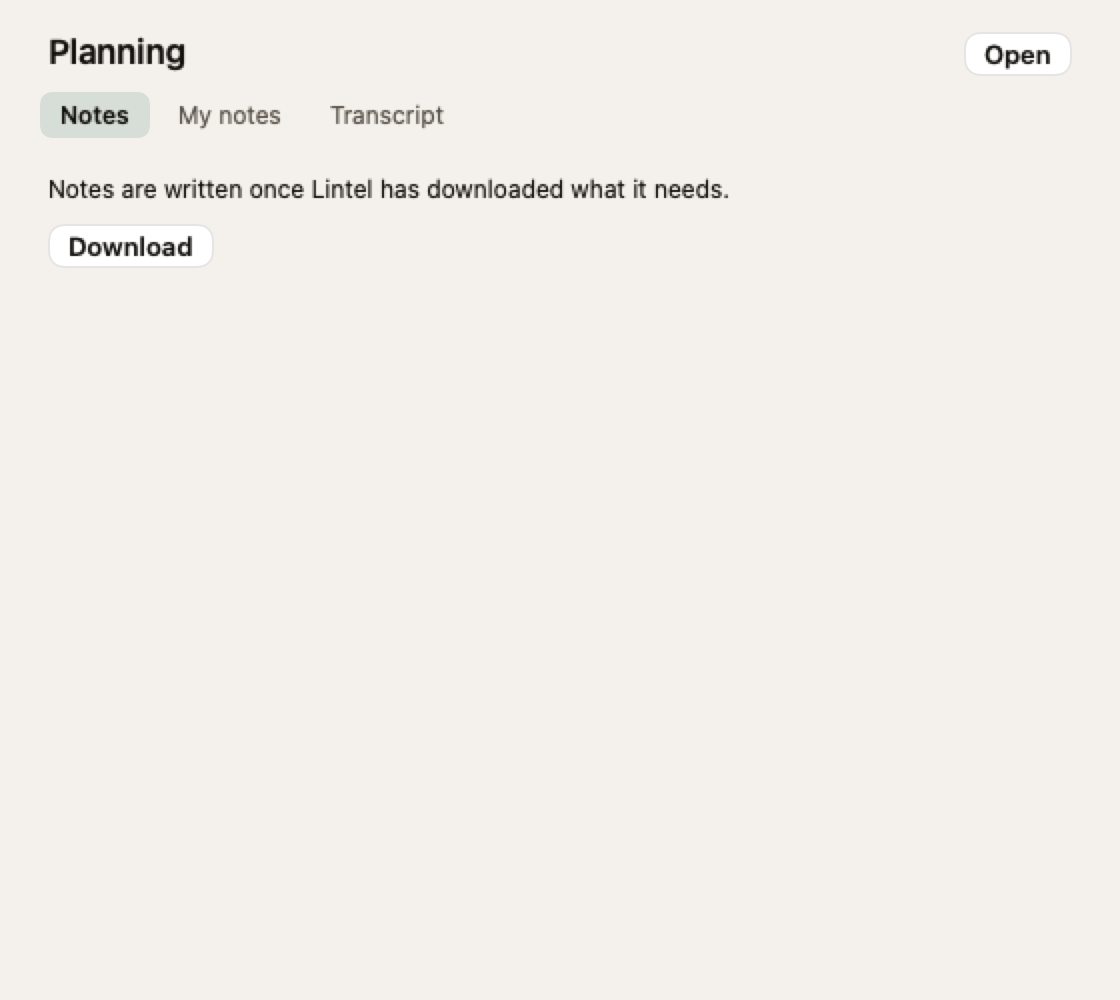 Planning
Open
Notes
My notes
Transcript
Notes are written once Lintel has downloaded what it needs.
Download